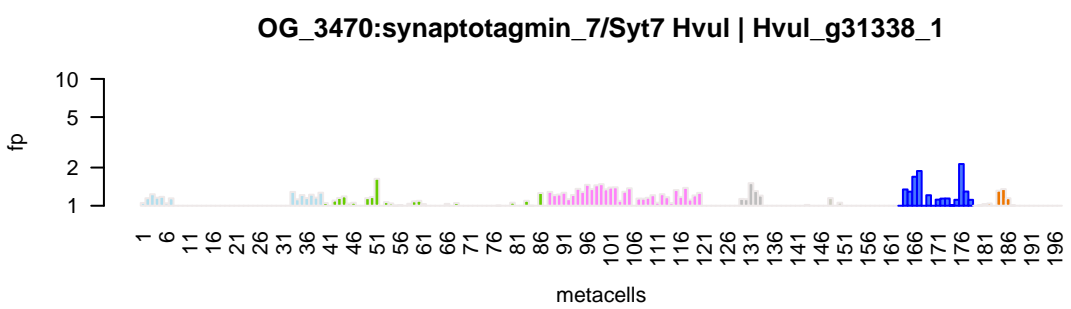 OG_3470:synaptotagmin_7/Syt7 Hvul | Hvul_g31338_1
10
5
2
1
fp
1 6 11 16 21 26 31 36 41 46 51 56 61 66 71 76 81 86 91 96 101 106 111 116 121 126 131 136 141 146 151 156 161 166 171 176 181 186 191 196
metacells